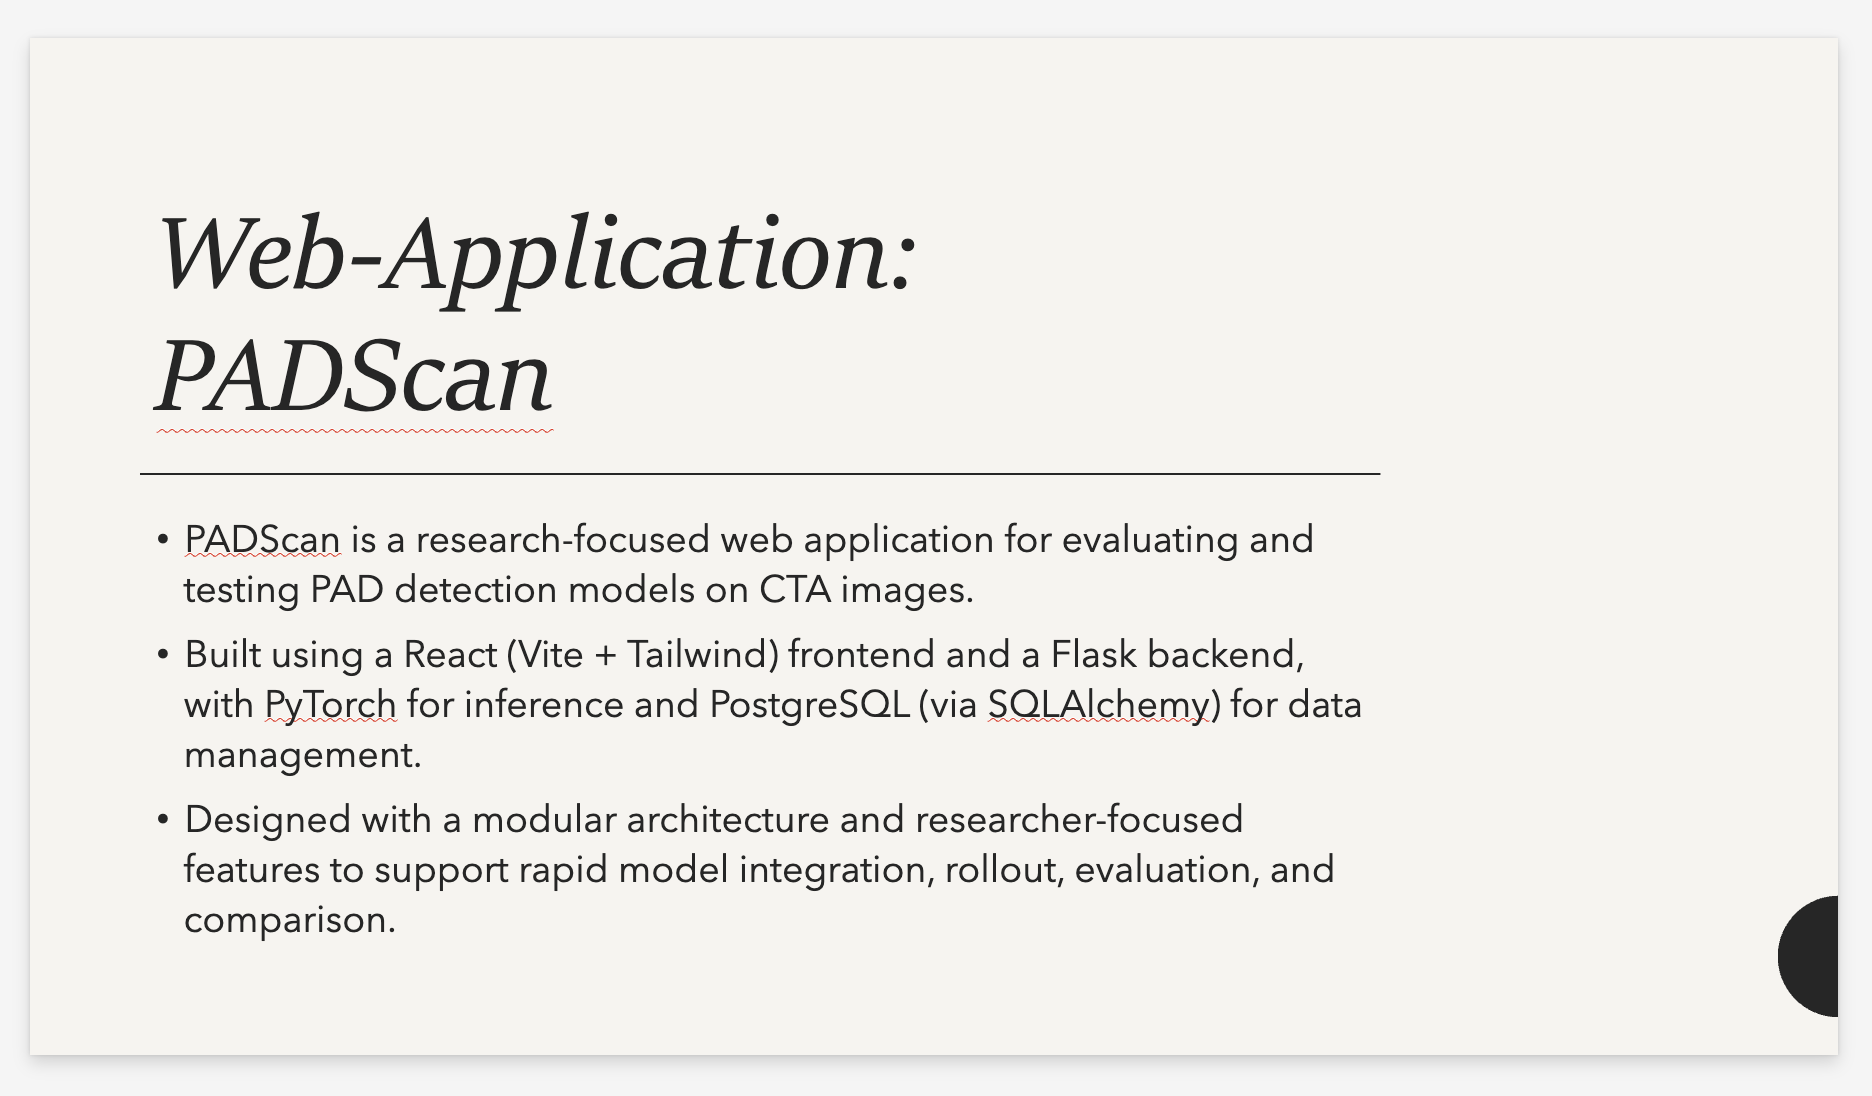 Web-Application:
PADScan
• PADScan is a research-focused web application for evaluating and
testing PAD detection models on CTA images.
• Built using a React (Vite + Tailwind) frontend and a Flask backend,
with PyTorch for inference and PostgreSQL (via SQLAlchemy) for data
management.
• Designed with a modular architecture and researcher-focused
features to support rapid model integration, rollout, evaluation, and
comparison.